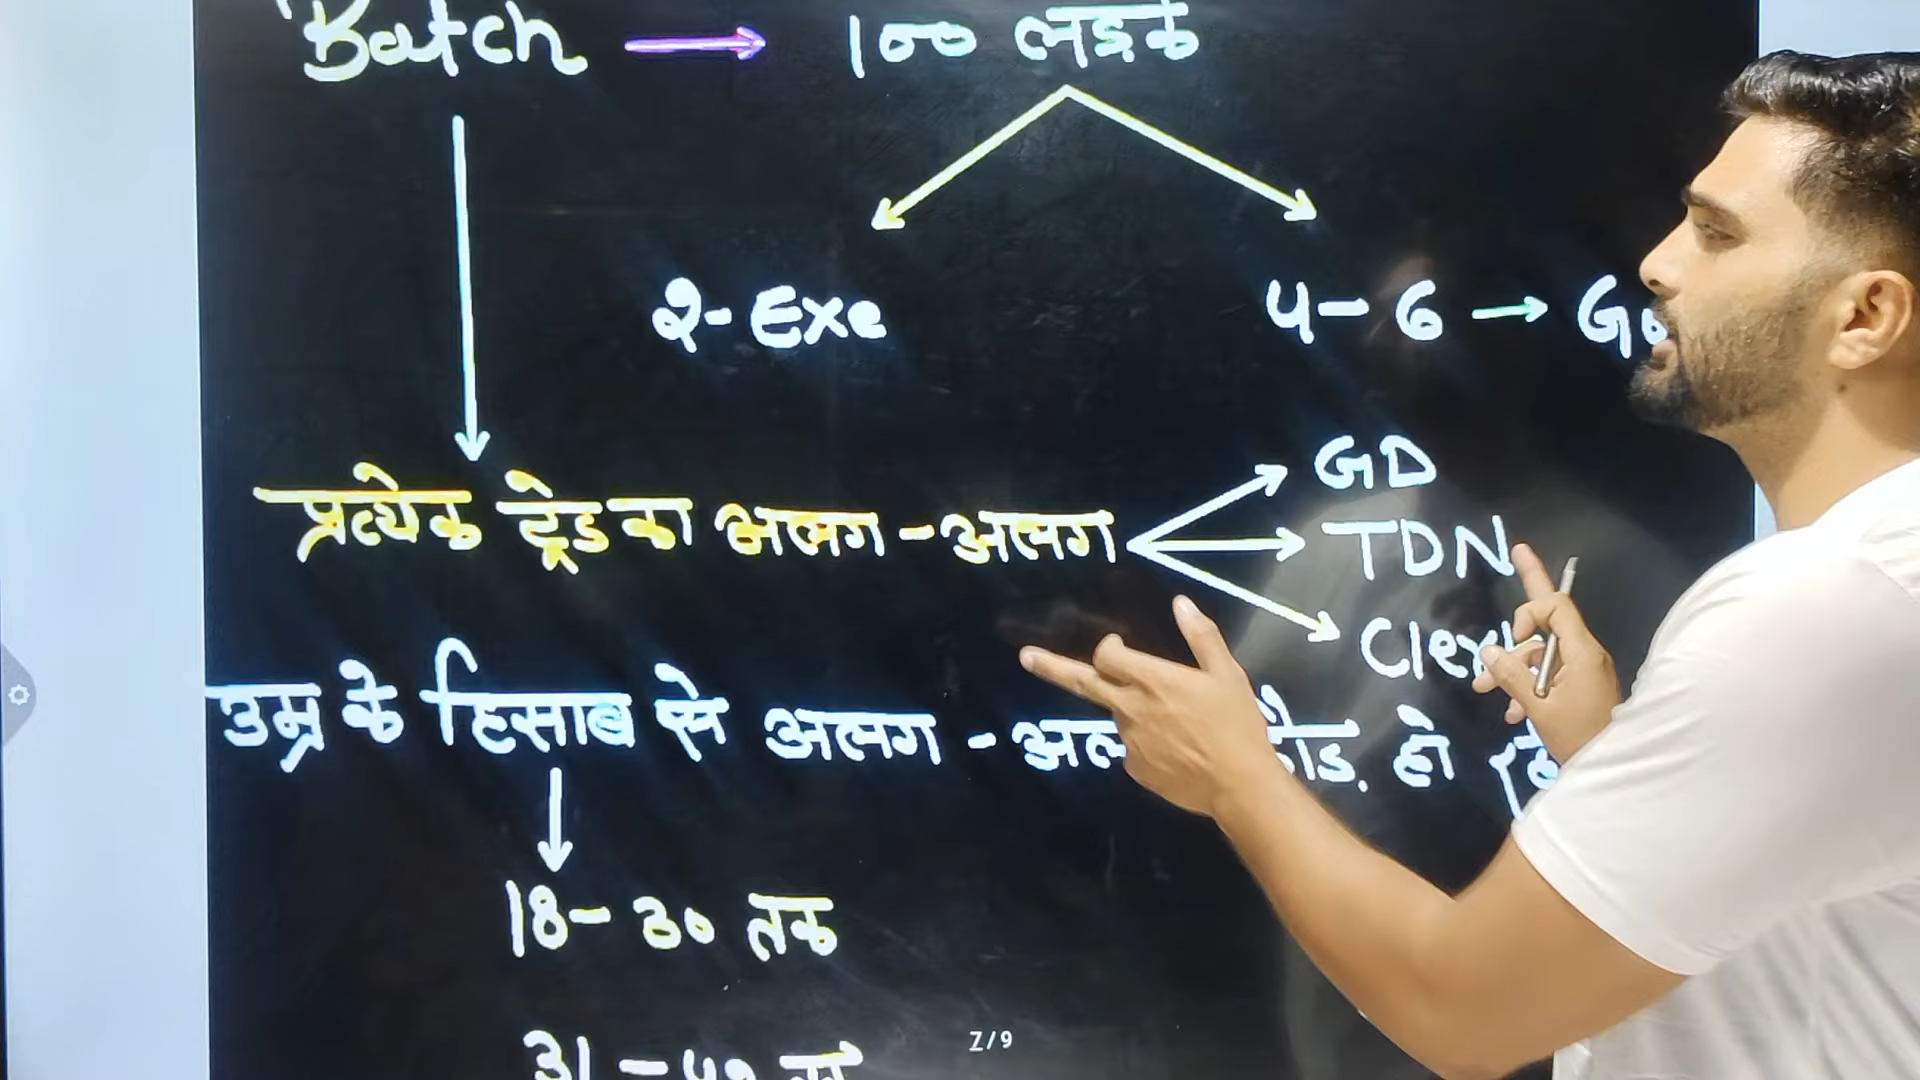 Batch → 100 लड़के
2-Exe
4-6 → Go
प्रत्येक ट्रेड का अलग-अलग
GD
TDN
Clerk
उम्र के हिसाब से अलग - हो
18-30 तक
7/9